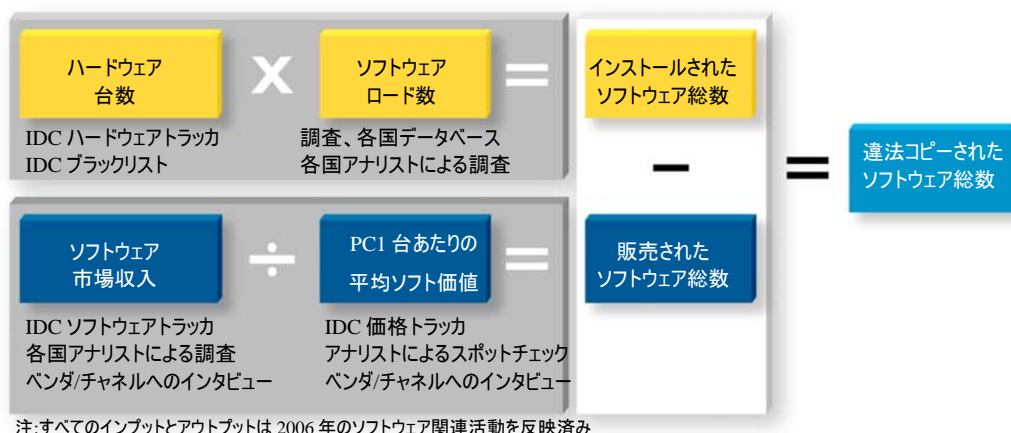 ハードウェア
台数
X
ソフトウェア
ロード数
=
インストールされた
ソフトウェア総数
IDC ハードウェアトラッカ
IDC ブラックリスト
調査、各国データベース
各国アナリストによる調査
−
=
違法コピーされた
ソフトウェア総数
ソフトウェア
市場収入
÷
PC1 台あたりの
平均ソフト価値
=
販売された
ソフトウェア総数
IDC ソフトウェアトラッカ
各国アナリストによる調査
ベンダ/チャネルへのインタビュー
IDC 価格トラッカ
アナリストによるスポットチェック
ベンダ/チャネルへのインタビュー
注:すべてのインプットとアウトプットは 2006 年のソフトウェア関連活動を反映済み